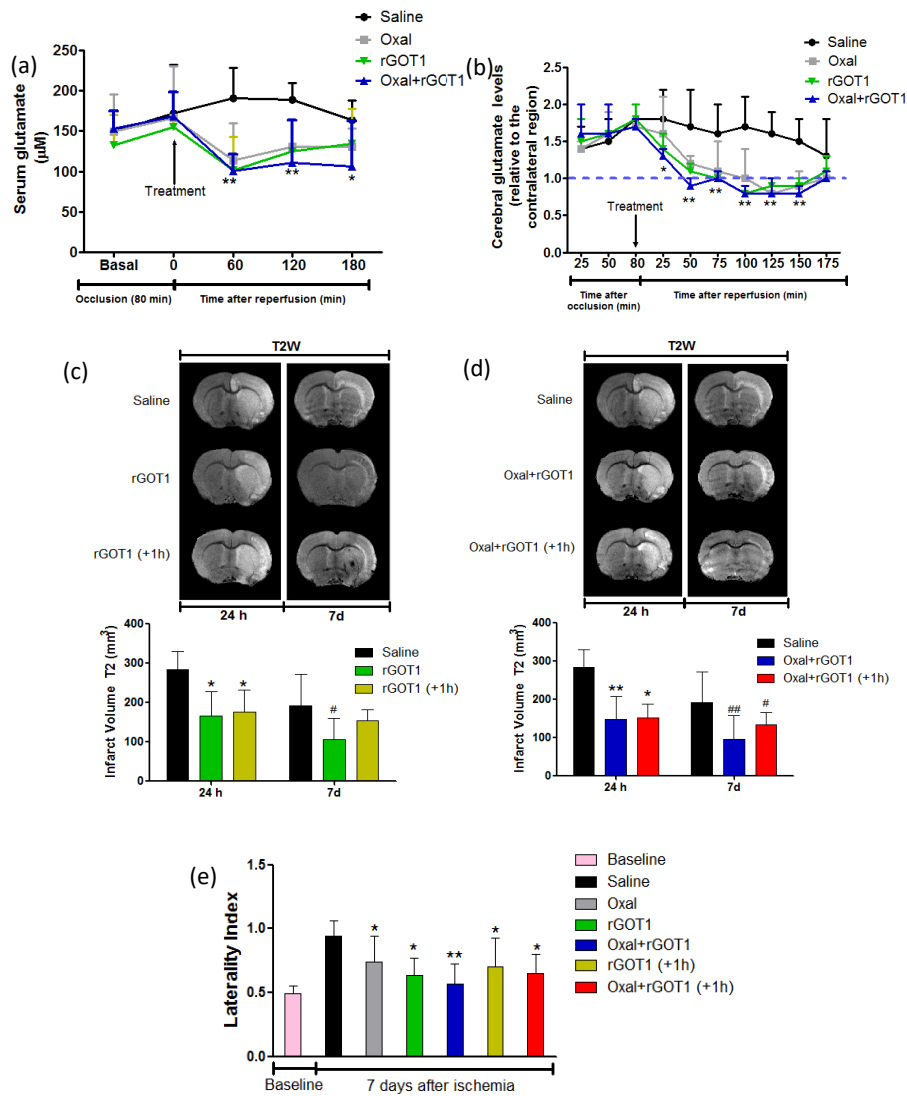 (a)
Saline
Oxal
rGOT1
Oxal+rGOT1
Serum glutamate
(µM)
250
200
150
100
50
0
Treatment
**
**
*
Basal
0
60
120
180
Occlusion (80 min)
Time after reperfusion (min)
(b)
Saline
Oxal
rGOT1
Oxal+rGOT1
Cerebral glutamate levels
(relative to the
contralateral region)
2.5
2.0
1.5
1.0
0.5
0.0
Treatment
*
**
**
**
**
**
25 50 80 25 50 75 100 125 150 175
Time after
occlusion (min)
Time after reperfusion (min)
(c)
T2W
Saline
rGOT1
rGOT1 (+1h)
24 h
7d
Infarct Volume T2 (mm3)
400
300
200
100
0
Saline
rGOT1
rGOT1 (+1h)
*
*
#
24 h
7d
(d)
T2W
Saline
Oxal+rGOT1
Oxal+rGOT1 (+1h)
24 h
7d
Infarct Volume T2 (mm3)
400
300
200
100
0
Saline
Oxal+rGOT1
Oxal+rGOT1 (+1h)
**
*
##
#
24 h
7d
(e)
Laterality Index
1.5
1.0
0.5
0.0
*
*
**
*
*
Baseline
Saline
Oxal
rGOT1
Oxal+rGOT1
rGOT1 (+1h)
Oxal+rGOT1 (+1h)
Baseline
7 days after ischemia